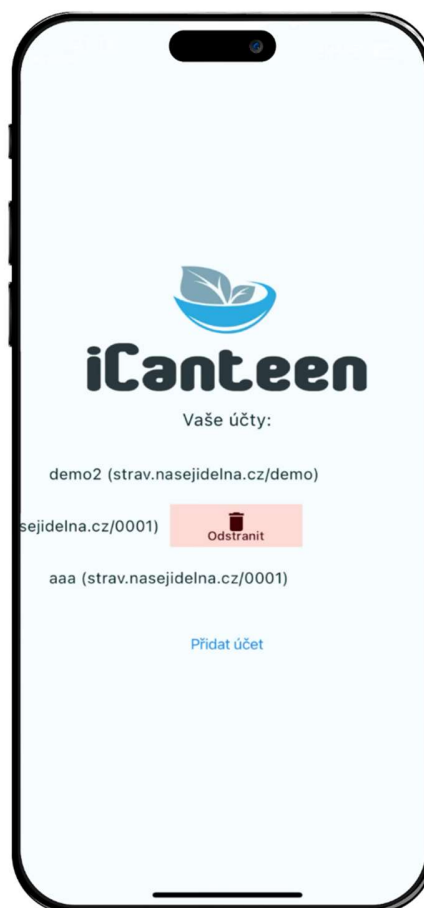 iCanteen
Vaše účty:
demo2 (strav.nasejidelna.cz/demo)
sejidelna.cz/0001)
Odstranit
aaa (strav.nasejidelna.cz/0001)
Přidat účet